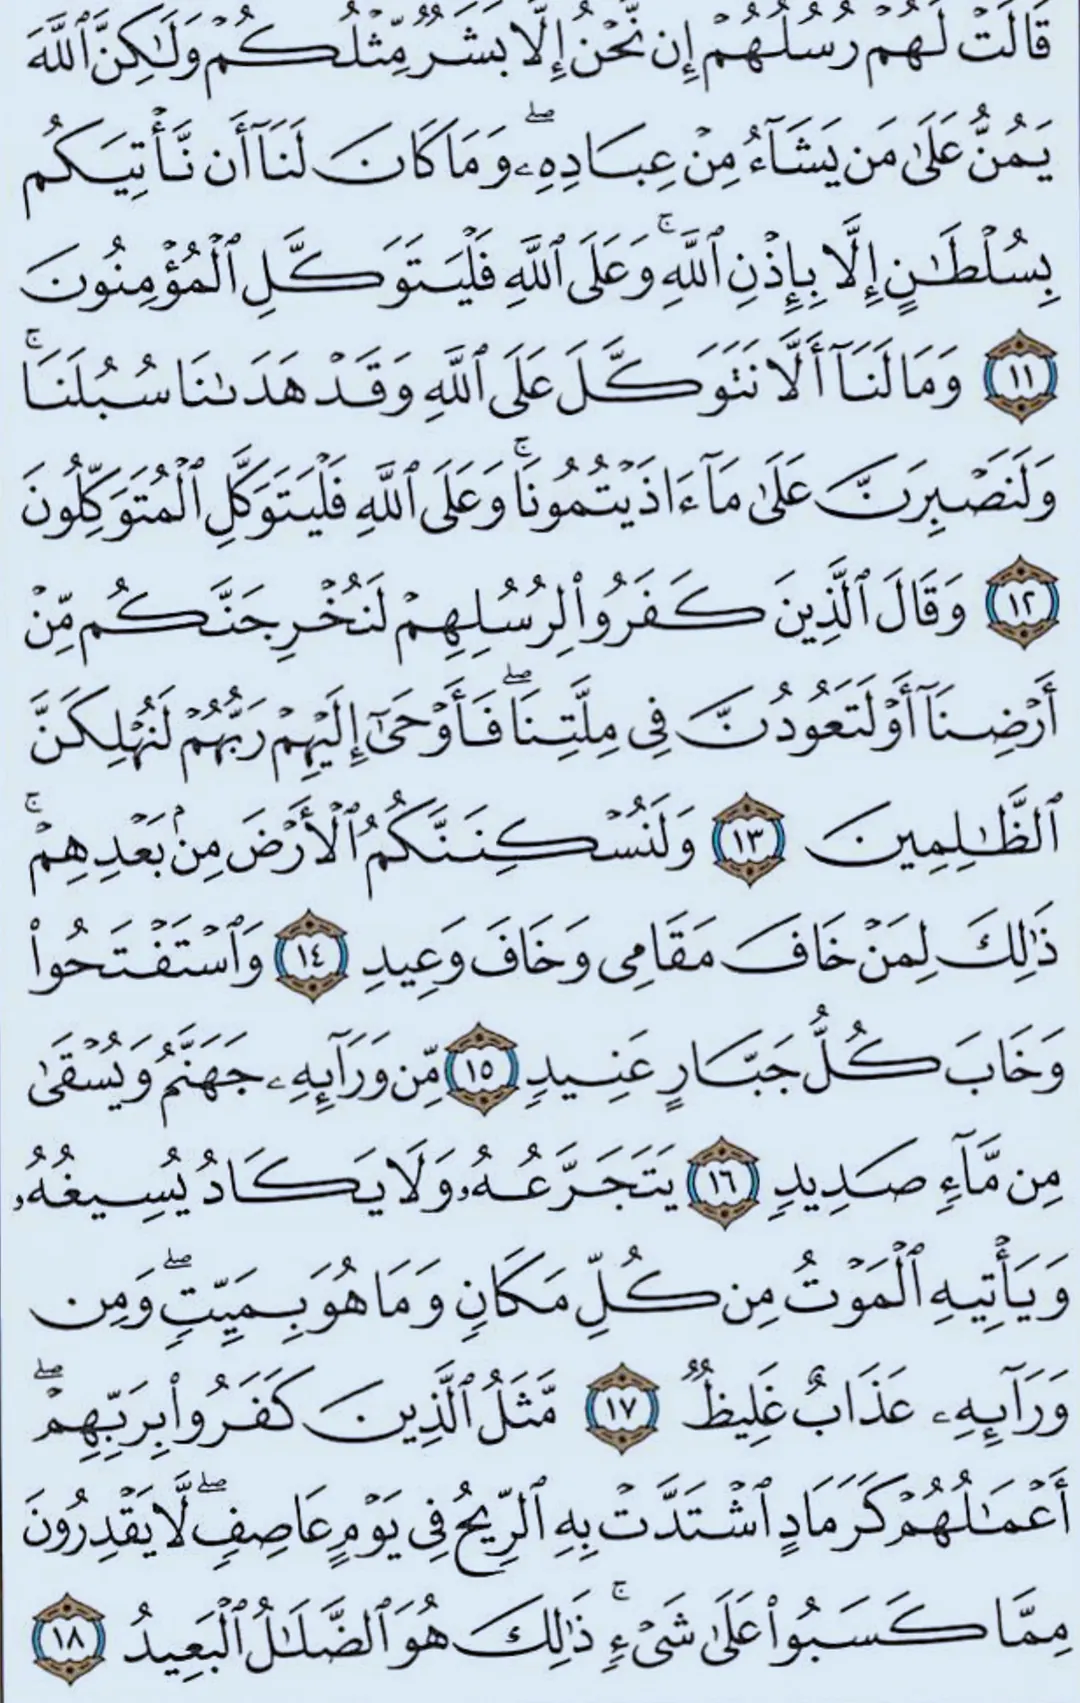 قَالَتْ لَهُمْ رُسُلُهُمْ إِن نَّحْنُ إِلَّا بَشَرٌ مِّثْلُكُمْ وَلَٰكِنَّ ٱللَّهَ
يَمُنُّ عَلَىٰ مَن يَشَآءُ مِنْ عِبَادِهِۦۖ وَمَا كَانَ لَنَآ أَن نَّأْتِيَكُم
بِسُلْطَٰنٍ إِلَّا بِإِذْنِ ٱللَّهِۚ وَعَلَى ٱللَّهِ فَلْيَتَوَكَّلِ ٱلْمُؤْمِنُونَ
١١ وَمَا لَنَآ أَلَّا نَتَوَكَّلَ عَلَى ٱللَّهِ وَقَدْ هَدَىٰنَا سُبُلَنَاۚ
وَلَنَصْبِرَنَّ عَلَىٰ مَآ ءَاذَيْتُمُونَاۚ وَعَلَى ٱللَّهِ فَلْيَتَوَكَّلِ ٱلْمُتَوَكِّلُونَ
١٢ وَقَالَ ٱلَّذِينَ كَفَرُوا۟ لِرُسُلِهِمْ لَنُخْرِجَنَّكُم مِّنْ
أَرْضِنَآ أَوْ لَتَعُودُنَّ فِى مِلَّتِنَاۖ فَأَوْحَىٰٓ إِلَيْهِمْ رَبُّهُمْ لَنُهْلِكَنَّ
ٱلظَّٰلِمِينَ ١٣ وَلَنُسْكِنَنَّكُمُ ٱلْأَرْضَ مِنۢ بَعْدِهِمْۚ
ذَٰلِكَ لِمَنْ خَافَ مَقَامِى وَخَافَ وَعِيدِ ١٤ وَٱسْتَفْتَحُوا۟
وَخَابَ كُلُّ جَبَّارٍ عَنِيدٍ ١٥ مِّن وَرَآئِهِۦ جَهَنَّمُ وَيُسْقَىٰ
مِن مَّآءٍ صَدِيدٍ ١٦ يَتَجَرَّعُهُۥ وَلَا يَكَادُ يُسِيغُهُۥ
وَيَأْتِيهِ ٱلْمَوْتُ مِن كُلِّ مَكَانٍ وَمَا هُوَ بِمَيِّتٍۖ وَمِن
وَرَآئِهِۦ عَذَابٌ غَلِيظٌ ١٧ مَّثَلُ ٱلَّذِينَ كَفَرُوا۟ بِرَبِّهِمْۖ
أَعْمَٰلُهُمْ كَرَمَادٍ ٱشْتَدَّتْ بِهِ ٱلرِّيحُ فِى يَوْمٍ عَاصِفٍۖ لَّا يَقْدِرُونَ
مِمَّا كَسَبُوا۟ عَلَىٰ شَىْءٍۚ ذَٰلِكَ هُوَ ٱلضَّلَٰلُ ٱلْبَعِيدُ ١٨